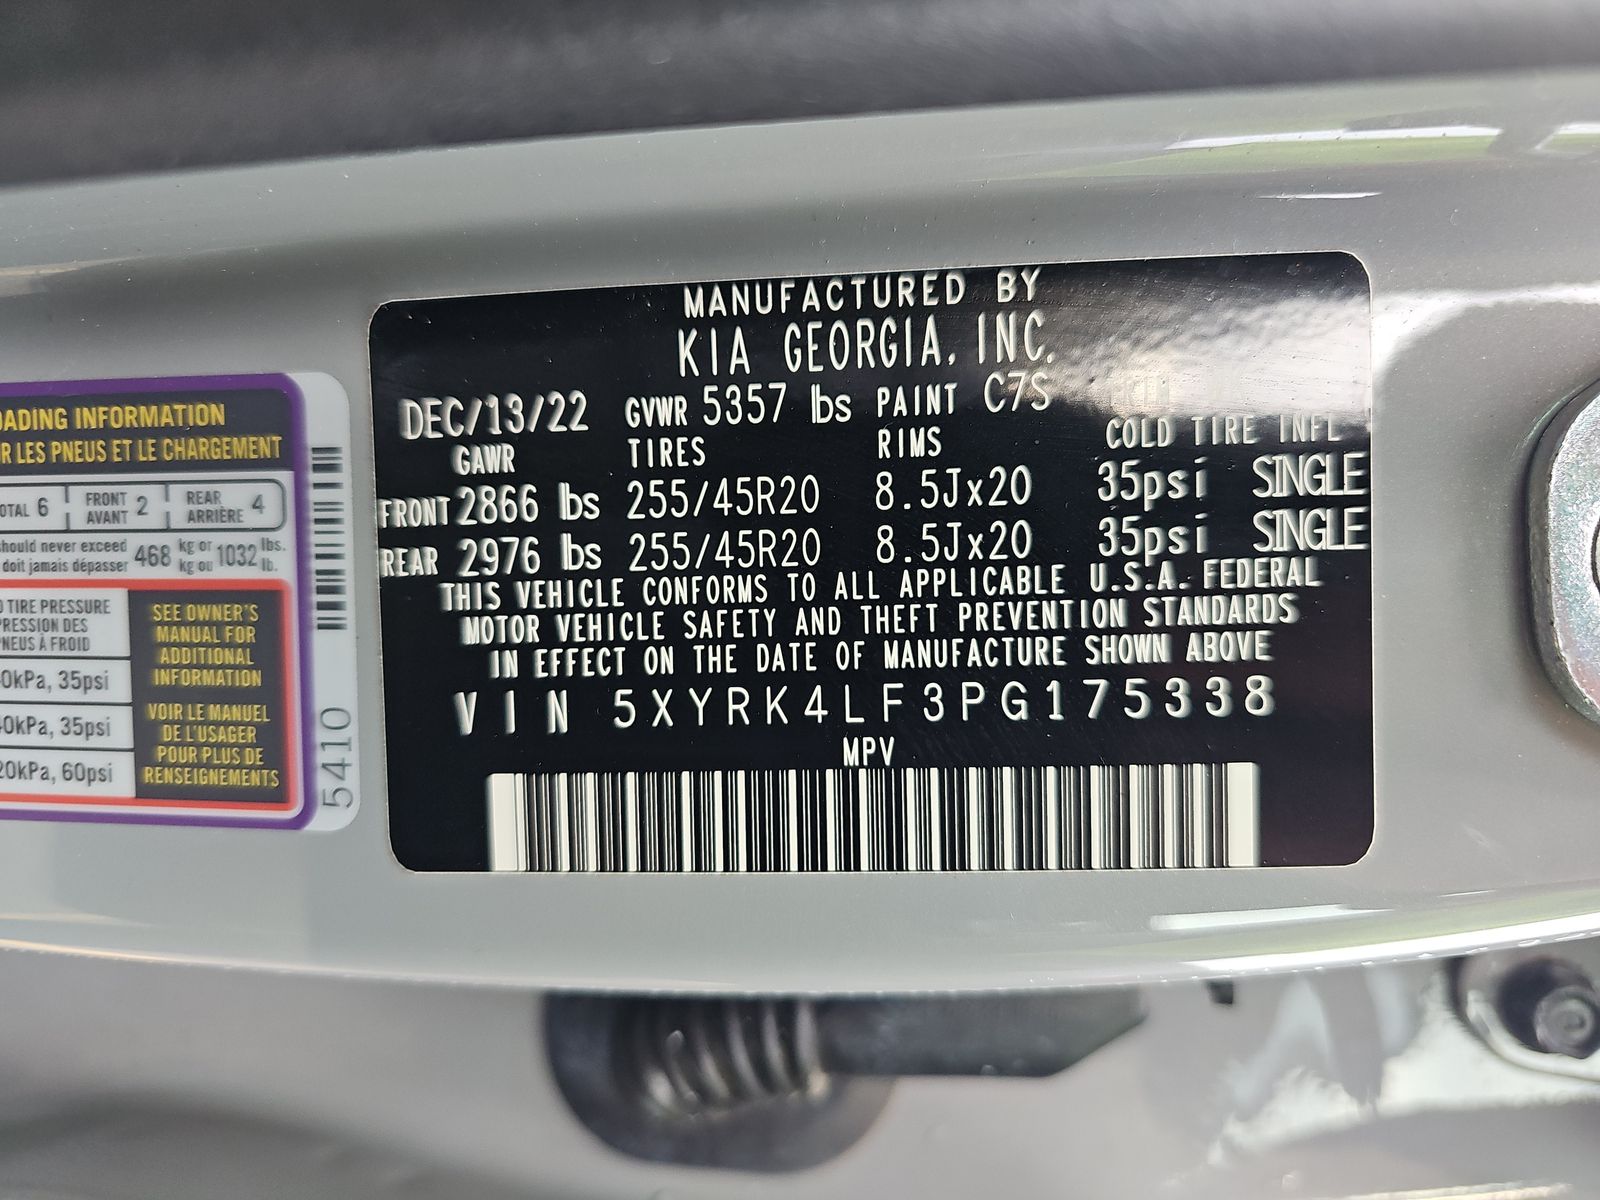 MANUFACTURED BY
KIA GEORGIA, INC.
DEC/13/22 GVWR 5357 lbs PAINT C7S
GAWR TIRES RIMS COLD TIRE INFL
FRONT 2866 lbs 255/45R20 8.5Jx20 35psi SINGLE
REAR 2976 lbs 255/45R20 8.5Jx20 35psi SINGLE
THIS VEHICLE CONFORMS TO ALL APPLICABLE U.S.A. FEDERAL
MOTOR VEHICLE SAFETY AND THEFT PREVENTION STANDARDS
IN EFFECT ON THE DATE OF MANUFACTURE SHOWN ABOVE
VIN 5XYRK4LF3PG175338
MPV
OADING INFORMATION
R LES PNEUS ET LE CHARGEMENT
OTAL 6 FRONT AVANT 2 REAR ARRIÈRE 4
hould never exceed 468 kg or 1032 lbs.
doit jamais dépasser kg ou lb.
TIRE PRESSURE
PRESSION DES
NEUS À FROID
0kPa, 35psi
40kPa, 35psi
20kPa, 60psi
SEE OWNER'S
MANUAL FOR
ADDITIONAL
INFORMATION
VOIR LE MANUEL
DE L'USAGER
POUR PLUS DE
RENSEIGNEMENTS
5410